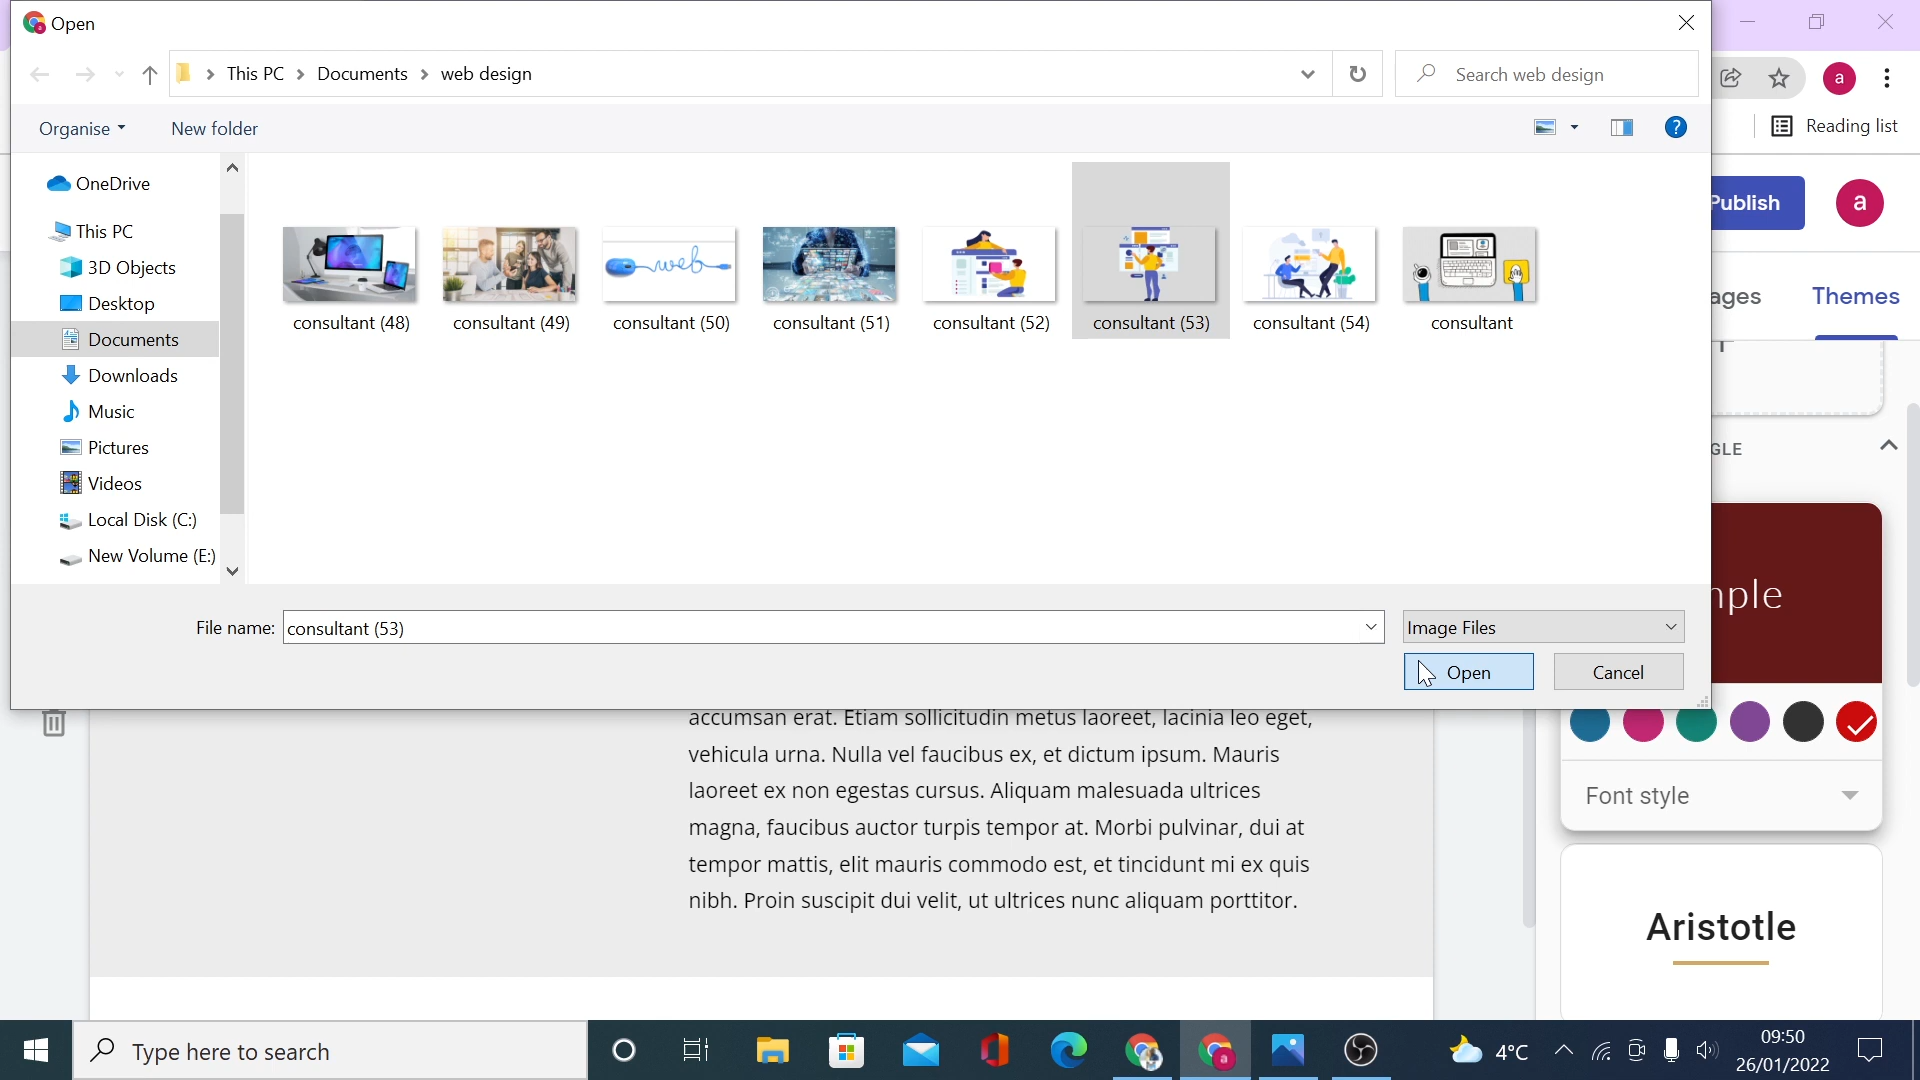 Open
This PC > Documents > web design
Search web design
Reading list
Organise
New folder
a
Publish
a
ages
Themes
OneDrive
This PC
3D Objects
Desktop
Documents
Downloads
Music
Pictures
Videos
Local Disk (C:)
New Volume (E:)
web
consultant (48)
consultant (49)
consultant (50)
consultant (51)
consultant (52)
consultant (53)
consultant (54)
consultant
GLE
nple
File name:
consultant (53)
Image Files
Open
Cancel
accumsan erat. Etiam sollicitudin metus laoreet, lacinia leo eget,
vehicula urna. Nulla vel faucibus ex, et dictum ipsum. Mauris
laoreet ex non egestas cursus. Aliquam malesuada ultrices
magna, faucibus auctor turpis tempor at. Morbi pulvinar, dui at
tempor mattis, elit mauris commodo est, et tincidunt mi ex quis
nibh. Proin suscipit dui velit, ut ultrices nunc aliquam porttitor.
Font style
Aristotle
Type here to search
4°C
09:50
26/01/2022